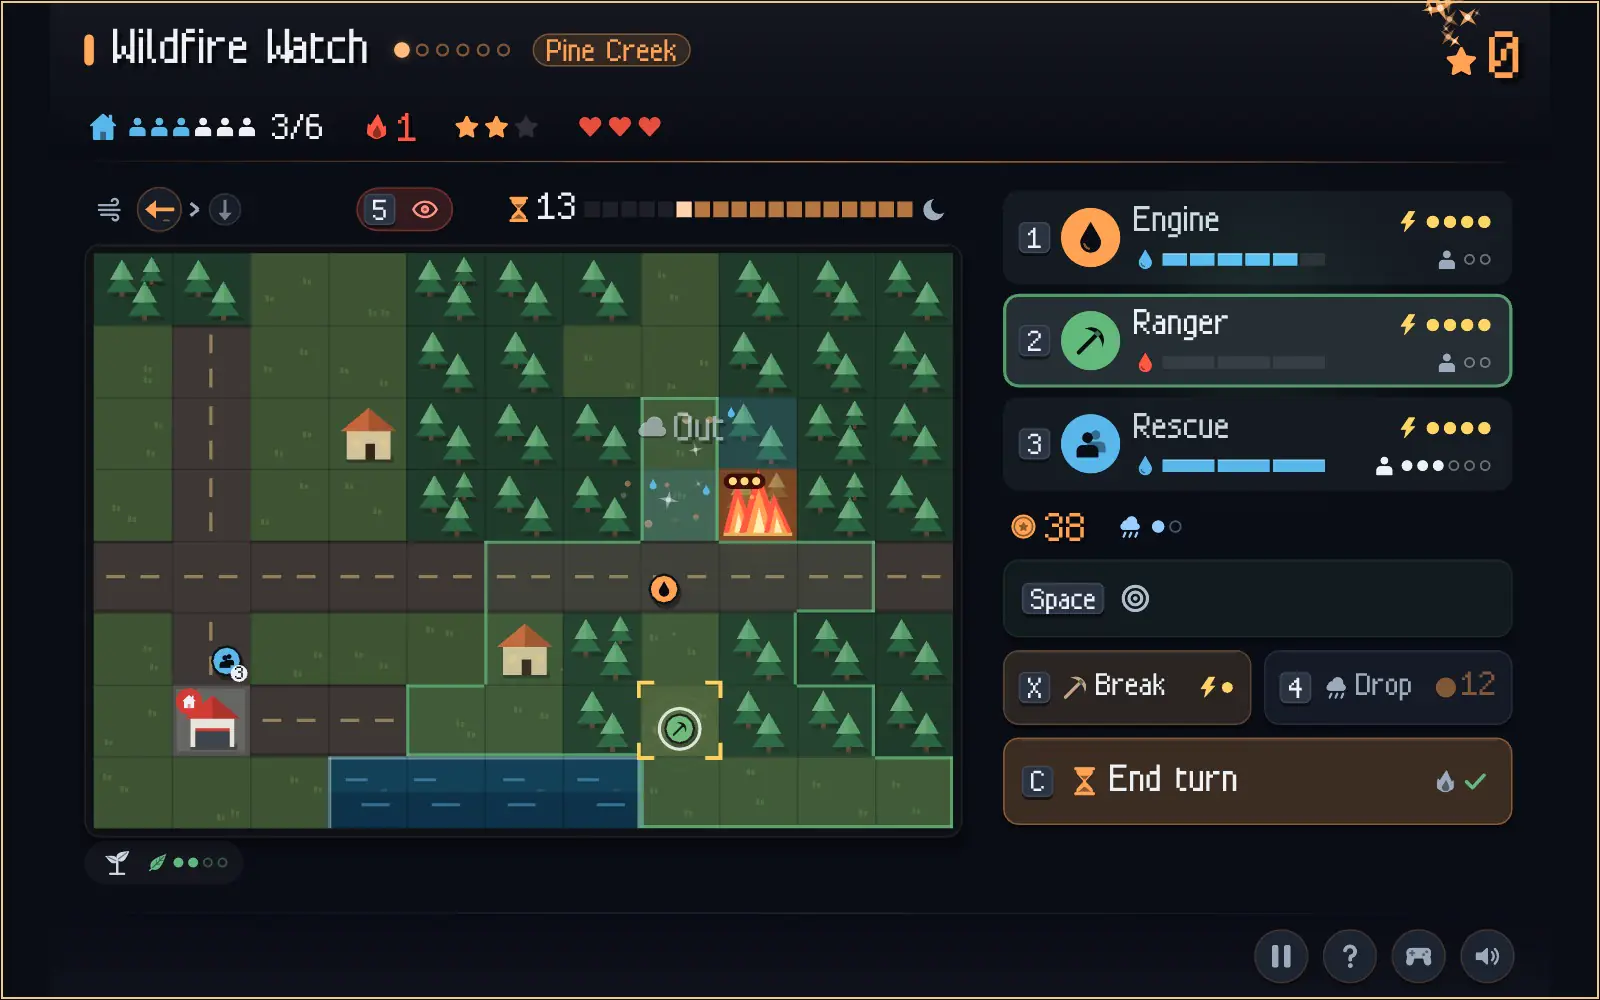 Wildfire Watch
Pine Creek
0
3/6
1
5
13
Out
3
1
Engine
2
Ranger
3
Rescue
38
Space
X
Break
4
Drop
12
C
End turn
?